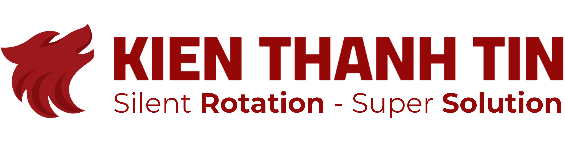 KIEN THANH TIN
Silent Rotation - Super Solution